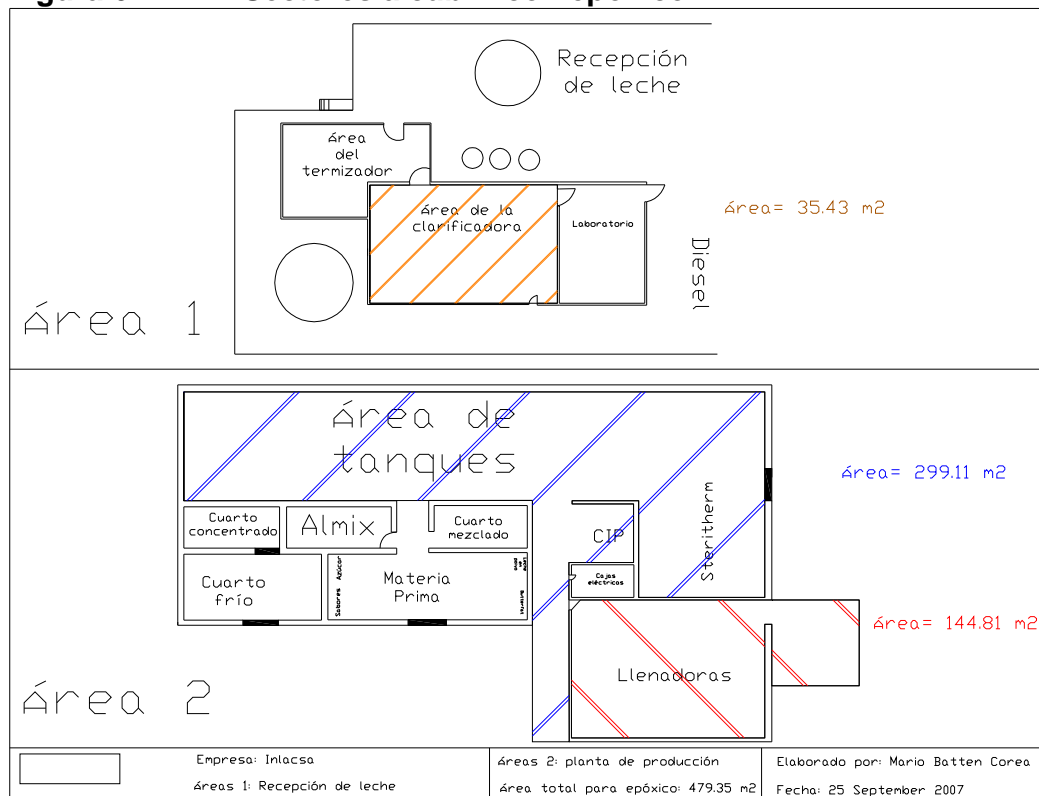 Recepción
de leche
Área
del
termizador
Área de la
clarificadora
Laboratorio
Área= 35.43 m2
Diesel
Área 1
Área de
tanques
Área= 299.11 m2
Steritherm
Cuarto
concentrado
Almix
Cuarto
mezclado
CIP
Cajas
eléctricas
Cuarto
frío
Sabores Azúcar
Materia
Prima
Leche
en
polvo
Área= 144.81 m2
Llenadoras
Área 2
Empresa: Inlacsa
Áreas 1: Recepción de leche
Áreas 2: planta de producción
Área total para epóxico: 479.35 m2
Elaborado por: Mario Batten Corea
Fecha: 25 September 2007